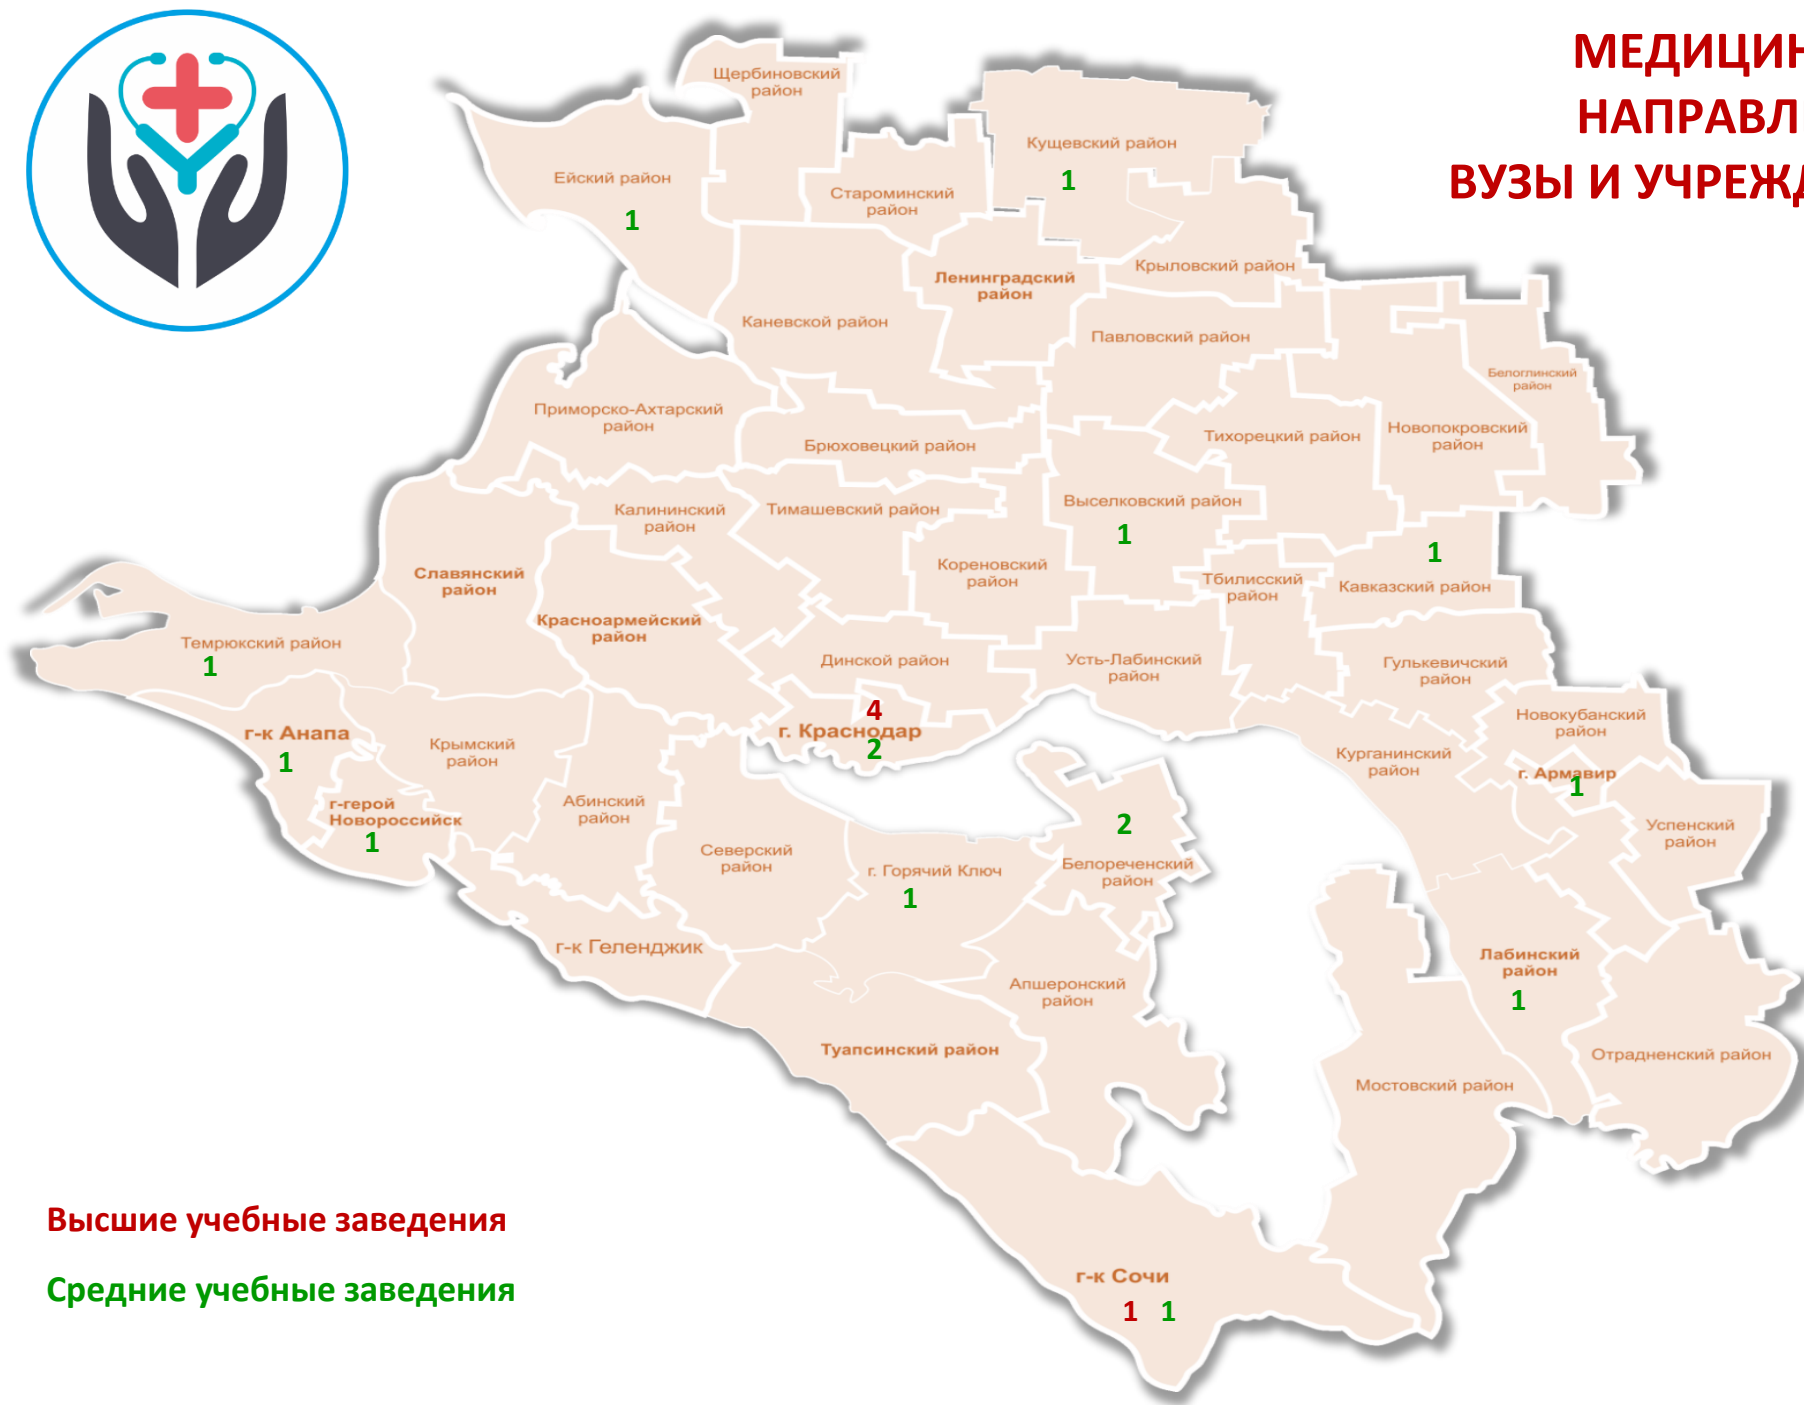 МЕДИЦИН
НАПРАВЛ
ВУЗЫ И УЧРЕЖД
Щербиновский
район
Кущевский район
1
Ейский район
1
Староминский
район
Ленинградский
район
Крыловский район
Каневской район
Павловский район
Белоглинский
район
Приморско-Ахтарский
район
Брюховецкий район
Тихорецкий район
Новопокровский
район
Калининский
район
Тимашевский район
Выселковский район
1
Кореновский
район
Тбилисский
район
1
Кавказский район
Славянский
район
Красноармейский
район
Темрюкский район
1
Динской район
Усть-Лабинский
район
Гулькевичский
район
4
г. Краснодар
2
г-к Анапа
1
Крымский
район
Новокубанский
район
Курганинский
район
г. Армавир
1
г-герой
Новороссийск
1
Абинский
район
Успенский
район
Северский
район
г. Горячий Ключ
1
2
Белореченский
район
г-к Геленджик
Апшеронский
район
Лабинский
район
1
Туапсинский район
Отрадненский район
Мостовский район
г-к Сочи
1 1
Высшие учебные заведения
Средние учебные заведения